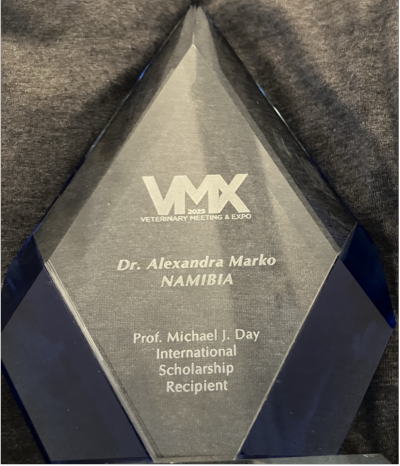 VMX
2025
VETERINARY MEETING & EXPO
Dr. Alexandra Marko
NAMIBIA
Prof. Michael J. Day
International
Scholarship
Recipient